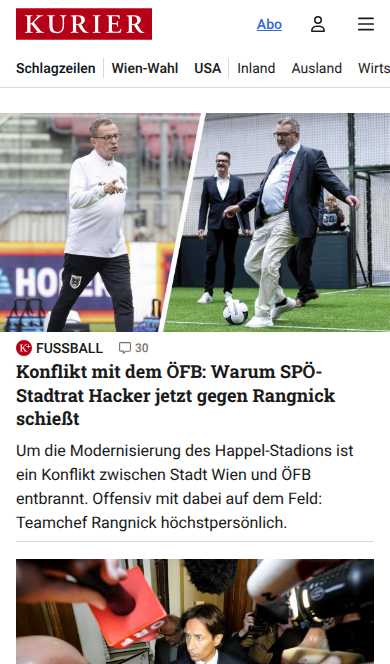 KURIER
Abo
Schlagzeilen Wien-Wahl USA Inland Ausland Wirts
K+ FUSSBALL 30
Konflikt mit dem ÖFB: Warum SPÖ-
Stadtrat Hacker jetzt gegen Rangnick
schießt
Um die Modernisierung des Happel-Stadions ist
ein Konflikt zwischen Stadt Wien und ÖFB
entbrannt. Offensiv mit dabei auf dem Feld:
Teamchef Rangnick höchstpersönlich.